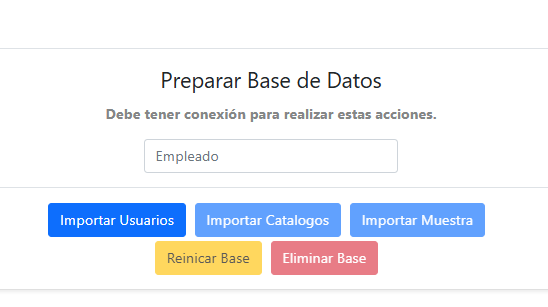 Preparar Base de Datos
Debe tener conexión para realizar estas acciones.
Empleado
Importar Usuarios Importar Catalogos Importar Muestra
Reinicar Base Eliminar Base